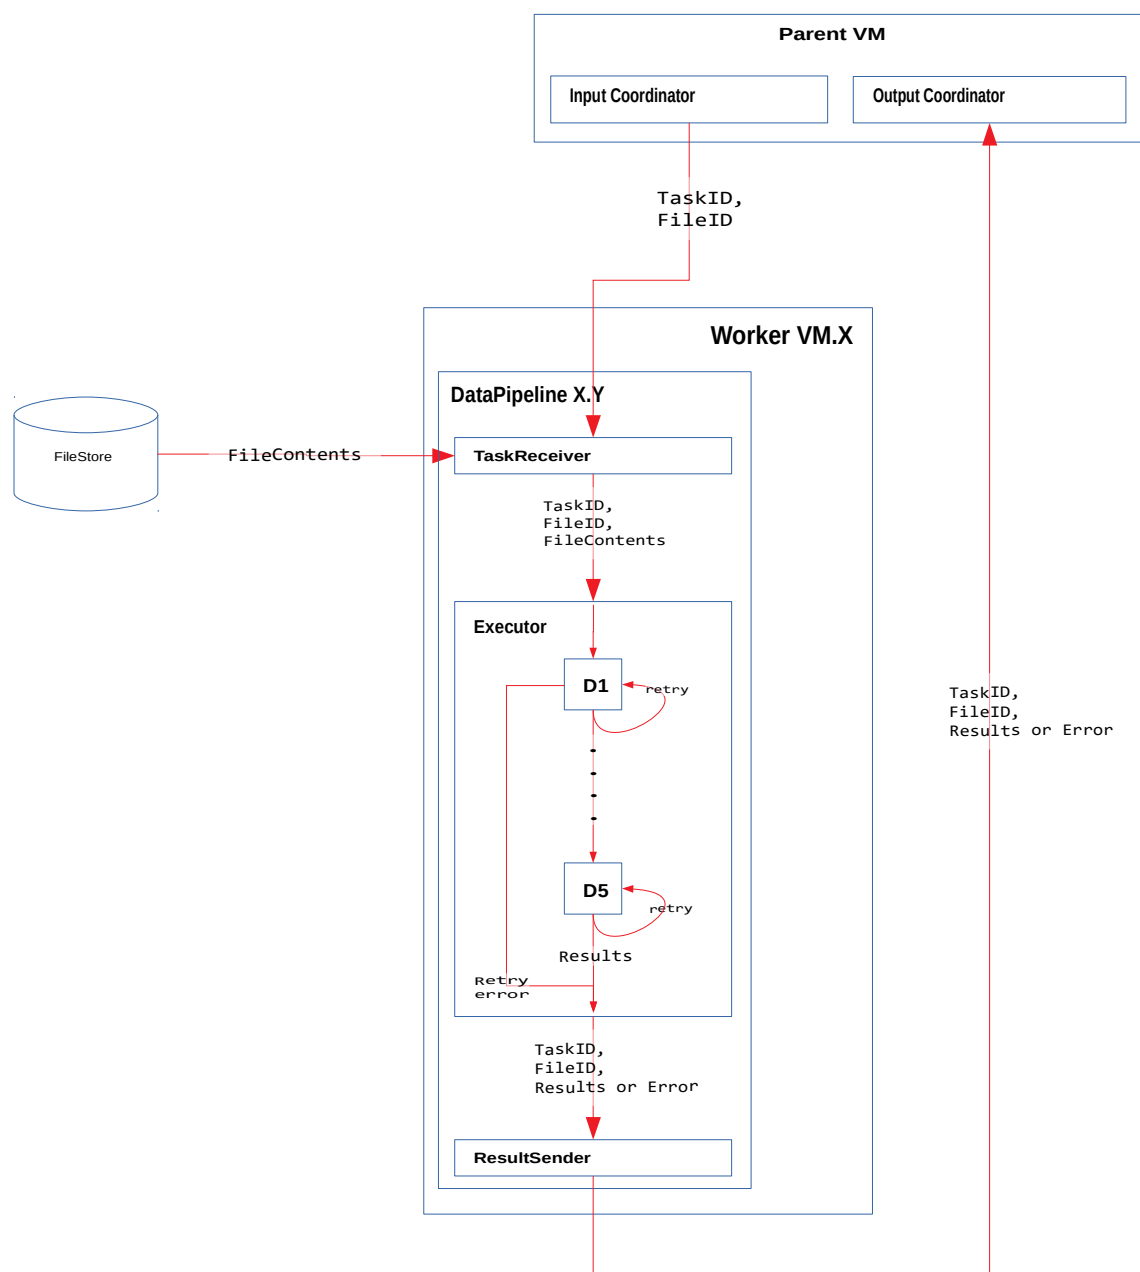 Parent VM
Input Coordinator
Output Coordinator
TaskID,
FileID
Worker VM.X
DataPipeline X.Y
FileStore
FileContents
TaskReceiver
TaskID,
FileID,
FileContents
Executor
D1
retry
TaskID,
FileID,
Results or Error
D5
retry
Results
Retry
error
TaskID,
FileID,
Results or Error
ResultSender